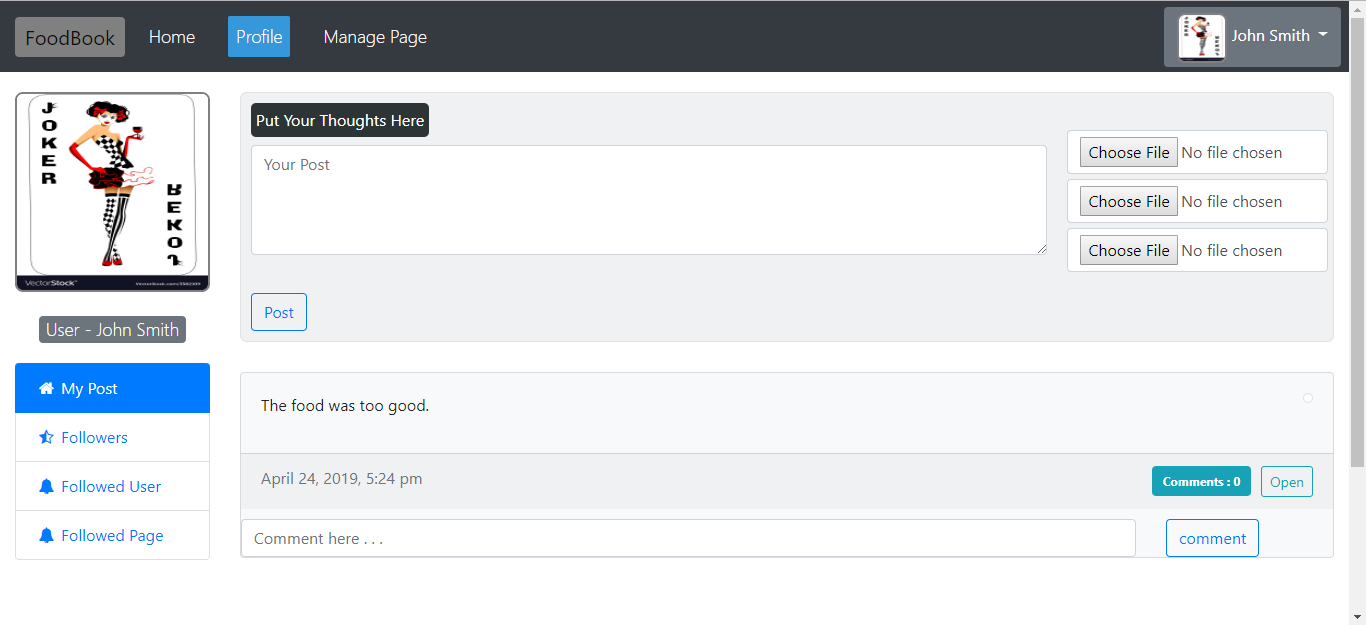 FoodBook Home Profile Manage Page John Smith
JOKER
JOKER
VectorStock
User - John Smith
My Post
Followers
Followed User
Followed Page
Put Your Thoughts Here
Your Post
Choose File No file chosen
Choose File No file chosen
Choose File No file chosen
Post
The food was too good.
April 24, 2019, 5:24 pm Comments : 0 Open
Comment here . . . comment